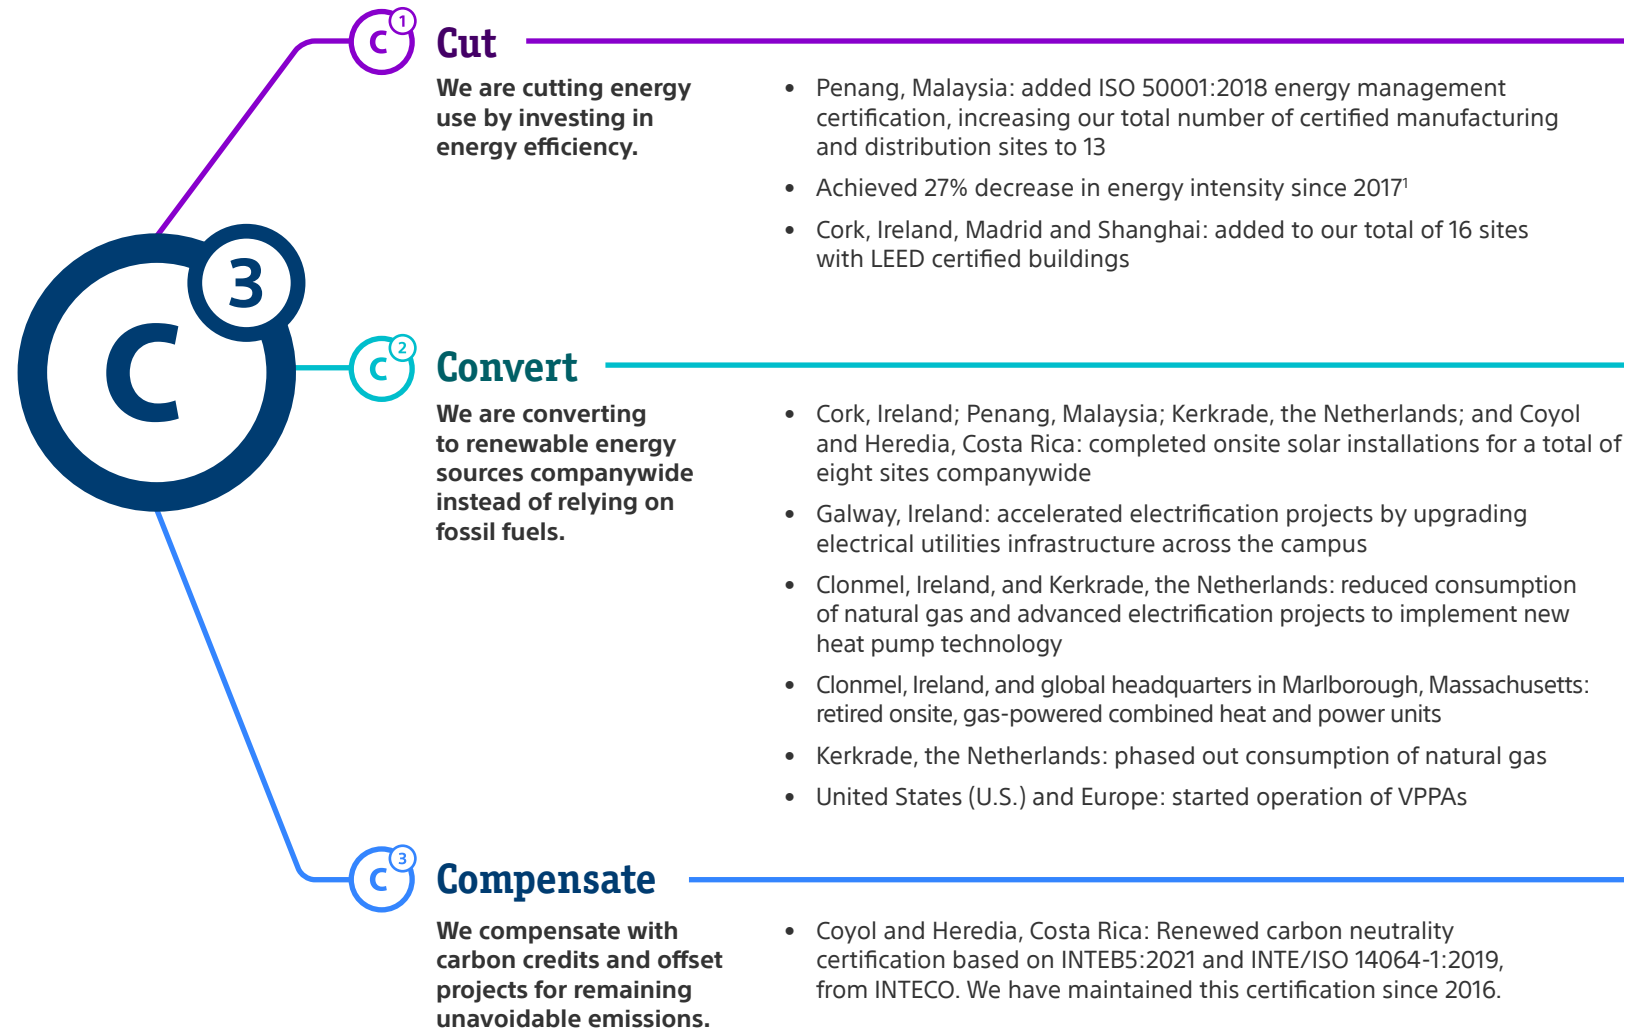 C 1
Cut
We are cutting energy
use by investing in
energy efficiency.
• Penang, Malaysia: added ISO 50001:2018 energy management
certification, increasing our total number of certified manufacturing
and distribution sites to 13
• Achieved 27% decrease in energy intensity since 2017¹
• Cork, Ireland, Madrid and Shanghai: added to our total of 16 sites
with LEED certified buildings
C 3
C 2
Convert
We are converting
to renewable energy
sources companywide
instead of relying on
fossil fuels.
• Cork, Ireland; Penang, Malaysia; Kerkrade, the Netherlands; and Coyol
and Heredia, Costa Rica: completed onsite solar installations for a total of
eight sites companywide
• Galway, Ireland: accelerated electrification projects by upgrading
electrical utilities infrastructure across the campus
• Clonmel, Ireland, and Kerkrade, the Netherlands: reduced consumption
of natural gas and advanced electrification projects to implement new
heat pump technology
• Clonmel, Ireland, and global headquarters in Marlborough, Massachusetts:
retired onsite, gas-powered combined heat and power units
• Kerkrade, the Netherlands: phased out consumption of natural gas
• United States (U.S.) and Europe: started operation of VPPAs
C 3
Compensate
We compensate with
carbon credits and offset
projects for remaining
unavoidable emissions.
• Coyol and Heredia, Costa Rica: Renewed carbon neutrality
certification based on INTEB5:2021 and INTE/ISO 14064-1:2019,
from INTECO. We have maintained this certification since 2016.